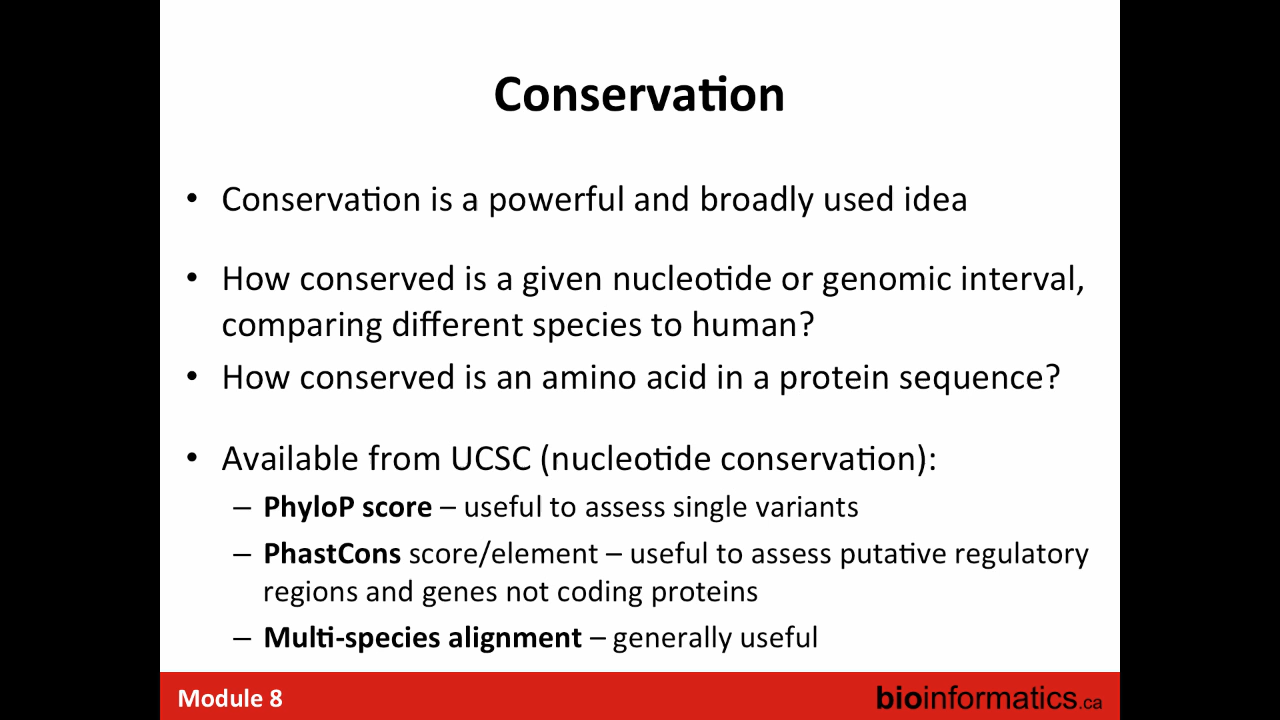 Conservation
• Conservation is a powerful and broadly used idea
• How conserved is a given nucleotide or genomic interval,
comparing different species to human?
• How conserved is an amino acid in a protein sequence?
• Available from UCSC (nucleotide conservation):
– PhyloP score – useful to assess single variants
– PhastCons score/element – useful to assess putative regulatory
regions and genes not coding proteins
– Multi-species alignment – generally useful
Module 8
bioinformatics.ca